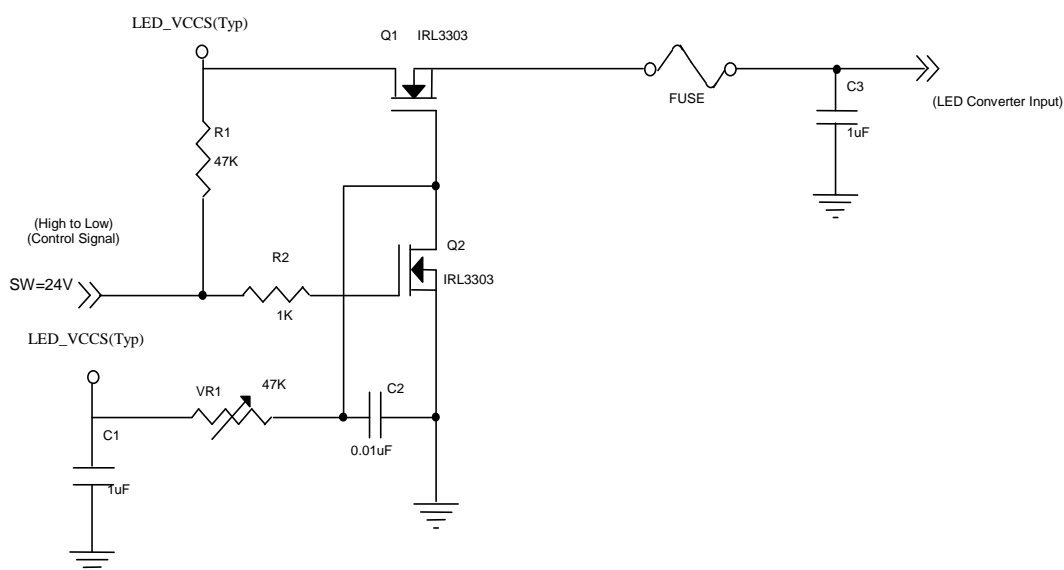 LED_VCCS(Typ)
Q1 IRL3303
FUSE
C3
1uF
(LED Converter Input)
R1
47K
(High to Low)
(Control Signal)
SW=24V
R2
1K
Q2
IRL3303
LED_VCCS(Typ)
VR1
47K
C2
0.01uF
C1
1uF